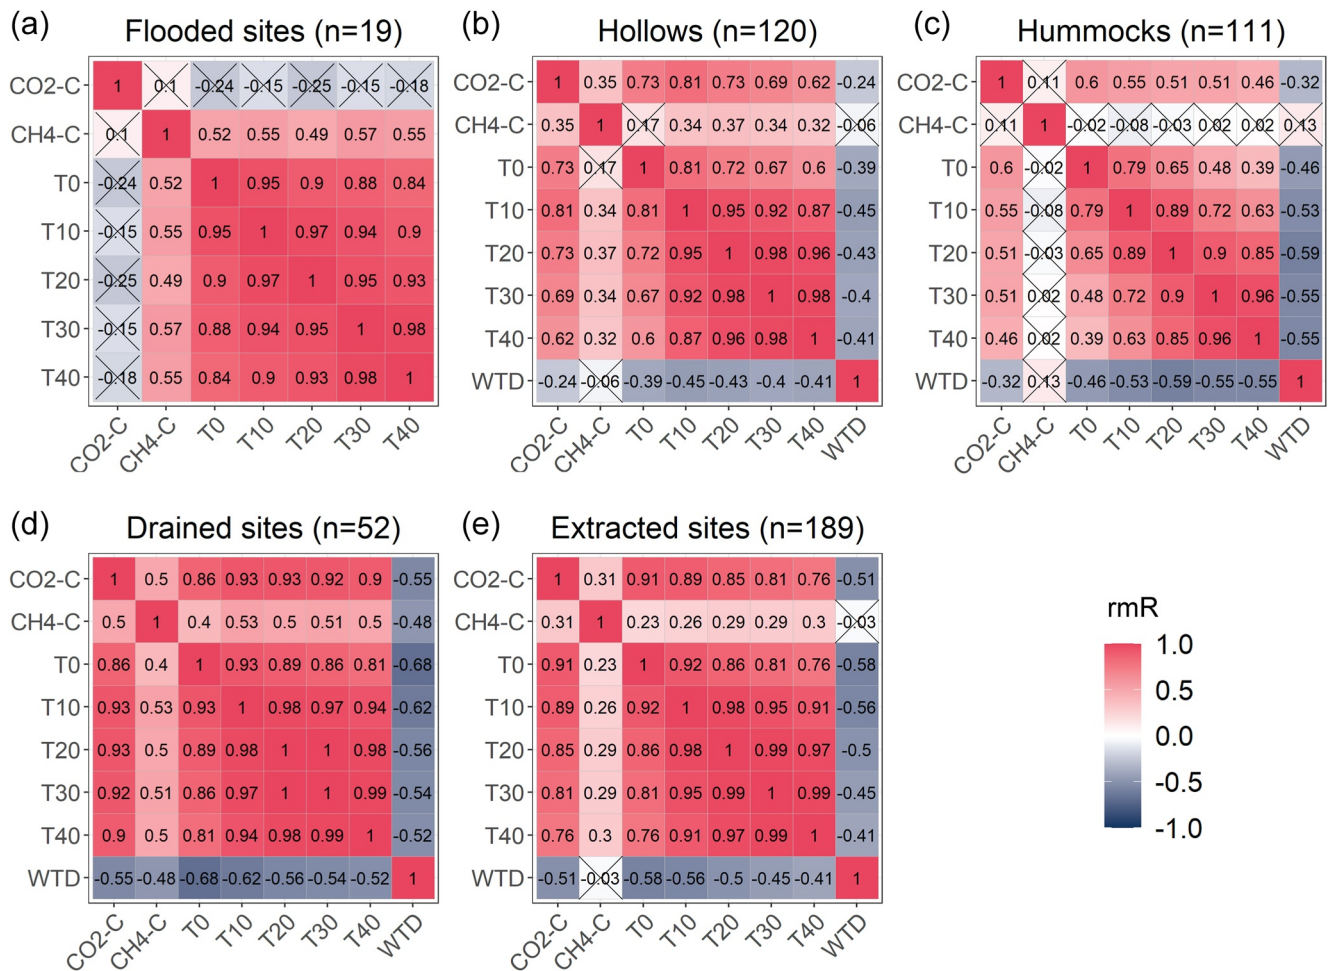 (a) Flooded sites (n=19)
CO2-C 1 0.1 -0.24 -0.15 -0.25 -0.15 -0.18
CH4-C 0.1 1 0.52 0.55 0.49 0.57 0.55
T0 -0.24 0.52 1 0.95 0.9 0.88 0.84
T10 -0.15 0.55 0.95 1 0.97 0.94 0.9
T20 -0.25 0.49 0.9 0.97 1 0.95 0.93
T30 -0.15 0.57 0.88 0.94 0.95 1 0.98
T40 -0.18 0.55 0.84 0.9 0.93 0.98 1
CO2-C CH4-C T0 T10 T20 T30 T40
(b) Hollows (n=120)
CO2-C 1 0.35 0.73 0.81 0.73 0.69 0.62 -0.24
CH4-C 0.35 1 0.17 0.34 0.37 0.34 0.32 -0.06
T0 0.73 0.17 1 0.81 0.72 0.67 0.6 -0.39
T10 0.81 0.34 0.81 1 0.95 0.92 0.87 -0.45
T20 0.73 0.37 0.72 0.95 1 0.98 0.96 -0.43
T30 0.69 0.34 0.67 0.92 0.98 1 0.98 -0.4
T40 0.62 0.32 0.6 0.87 0.96 0.98 1 -0.41
WTD -0.24 -0.06 -0.39 -0.45 -0.43 -0.4 -0.41 1
CO2-C CH4-C T0 T10 T20 T30 T40 WTD
(c) Hummocks (n=111)
CO2-C 1 0.11 0.6 0.55 0.51 0.51 0.46 -0.32
CH4-C 0.11 1 -0.02 -0.08 -0.03 0.02 0.02 0.13
T0 0.6 -0.02 1 0.79 0.65 0.48 0.39 -0.46
T10 0.55 -0.08 0.79 1 0.89 0.72 0.63 -0.53
T20 0.51 -0.03 0.65 0.89 1 0.9 0.85 -0.59
T30 0.51 0.02 0.48 0.72 0.9 1 0.96 -0.55
T40 0.46 0.02 0.39 0.63 0.85 0.96 1 -0.55
WTD -0.32 0.13 -0.46 -0.53 -0.59 -0.55 -0.55 1
CO2-C CH4-C T0 T10 T20 T30 T40 WTD
(d) Drained sites (n=52)
CO2-C 1 0.5 0.86 0.93 0.93 0.92 0.9 -0.55
CH4-C 0.5 1 0.4 0.53 0.5 0.51 0.5 -0.48
T0 0.86 0.4 1 0.93 0.89 0.86 0.81 -0.68
T10 0.93 0.53 0.93 1 0.98 0.97 0.94 -0.62
T20 0.93 0.5 0.89 0.98 1 1 0.98 -0.56
T30 0.92 0.51 0.86 0.97 1 1 0.99 -0.54
T40 0.9 0.5 0.81 0.94 0.98 0.99 1 -0.52
WTD -0.55 -0.48 -0.68 -0.62 -0.56 -0.54 -0.52 1
CO2-C CH4-C T0 T10 T20 T30 T40 WTD
(e) Extracted sites (n=189)
CO2-C 1 0.31 0.91 0.89 0.85 0.81 0.76 -0.51
CH4-C 0.31 1 0.23 0.26 0.29 0.29 0.3 -0.03
T0 0.91 0.23 1 0.92 0.86 0.81 0.76 -0.58
T10 0.89 0.26 0.92 1 0.98 0.95 0.91 -0.56
T20 0.85 0.29 0.86 0.98 1 0.99 0.97 -0.5
T30 0.81 0.29 0.81 0.95 0.99 1 0.99 -0.45
T40 0.76 0.3 0.76 0.91 0.97 0.99 1 -0.41
WTD -0.51 -0.03 -0.58 -0.56 -0.5 -0.45 -0.41 1
CO2-C CH4-C T0 T10 T20 T30 T40 WTD
rmR
1.0
0.5
0.0
-0.5
-1.0